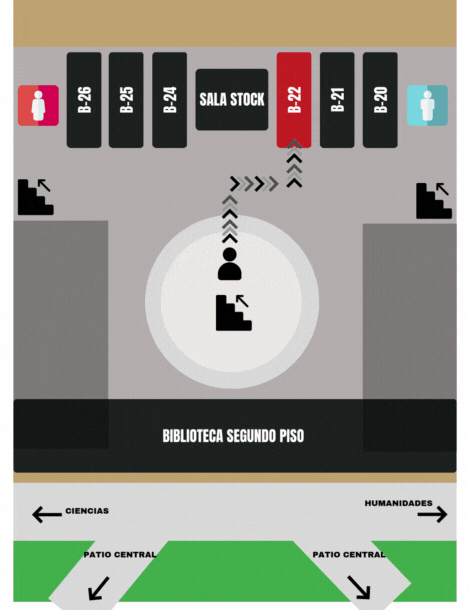 B-26
B-25
B-24
SALA STOCK
B-22
B-21
B-20
BIBLIOTECA SEGUNDO PISO
CIENCIAS
HUMANIDADES
PATIO CENTRAL
PATIO CENTRAL